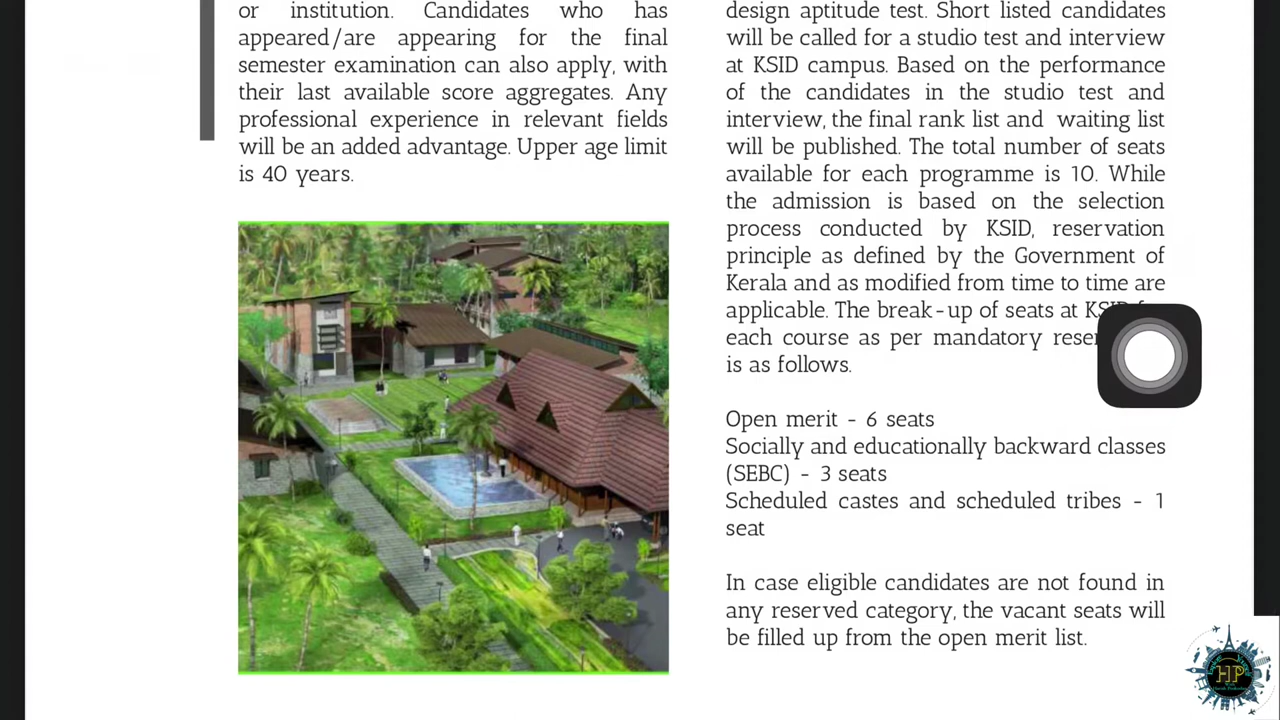 or institution. Candidates who has
appeared/are appearing for the final
semester examination can also apply, with
their last available score aggregates. Any
professional experience in relevant fields
will be an added advantage. Upper age limit
is 40 years.
design aptitude test. Short listed candidates
will be called for a studio test and interview
at KSID campus. Based on the performance
of the candidates in the studio test and
interview, the final rank list and waiting list
will be published. The total number of seats
available for each programme is 10. While
the admission is based on the selection
process conducted by KSID, reservation
principle as defined by the Government of
Kerala and as modified from time to time are
applicable. The break-up of seats at KSID
each course as per mandatory
is as follows.
Open merit - 6 seats
Socially and educationally backward classes
(SEBC) - 3 seats
Scheduled castes and scheduled tribes - 1
seat
In case eligible candidates are not found in
any reserved category, the vacant seats will
be filled up from the open merit list.
HP